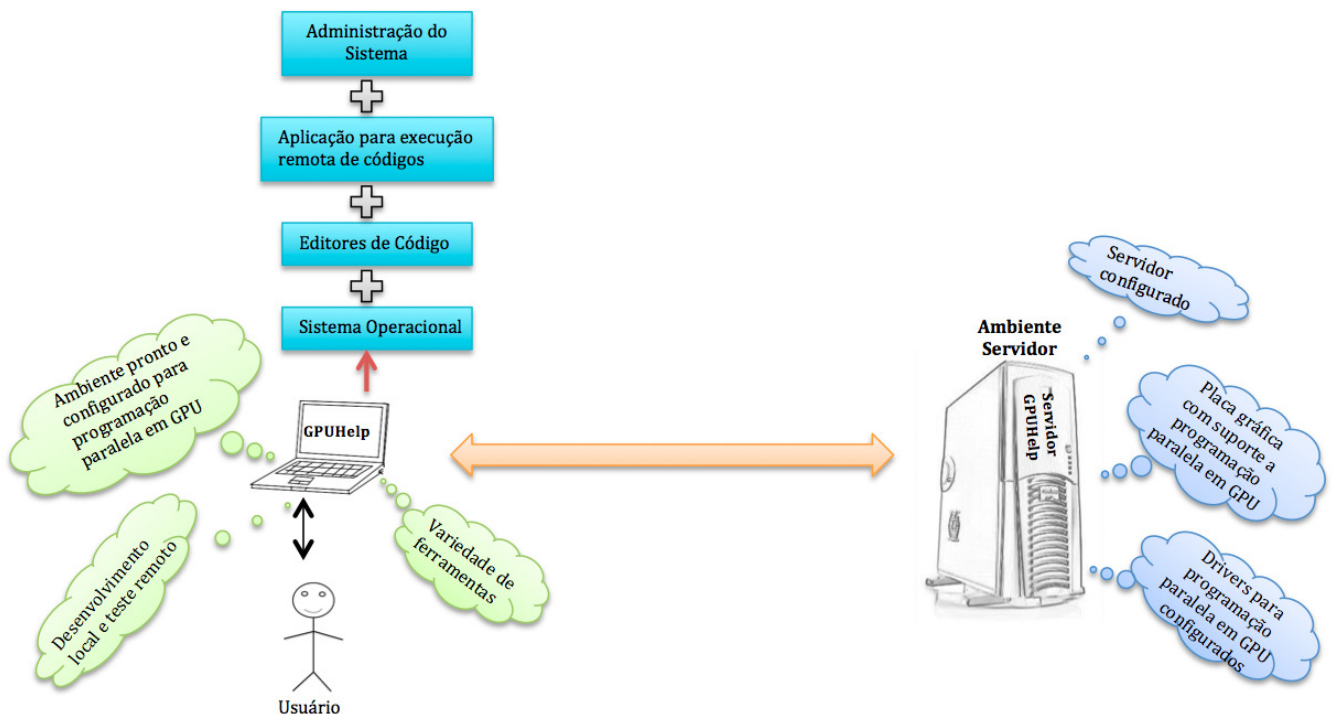 Administração do
Sistema
Aplicação para execução
remota de códigos
Editores de Código
Sistema Operacional
Ambiente pronto e
configurado para
programação
paralela em GPU
GPUHelp
Desenvolvimento
local e teste remoto
Variedade de
ferramentas
Usuário
Ambiente
Servidor
Servidor
GPUHelp
Servidor
configurado
Placa gráfica
com suporte a
programação
paralela em GPU
Drivers para
programação
paralela em GPU
configurados